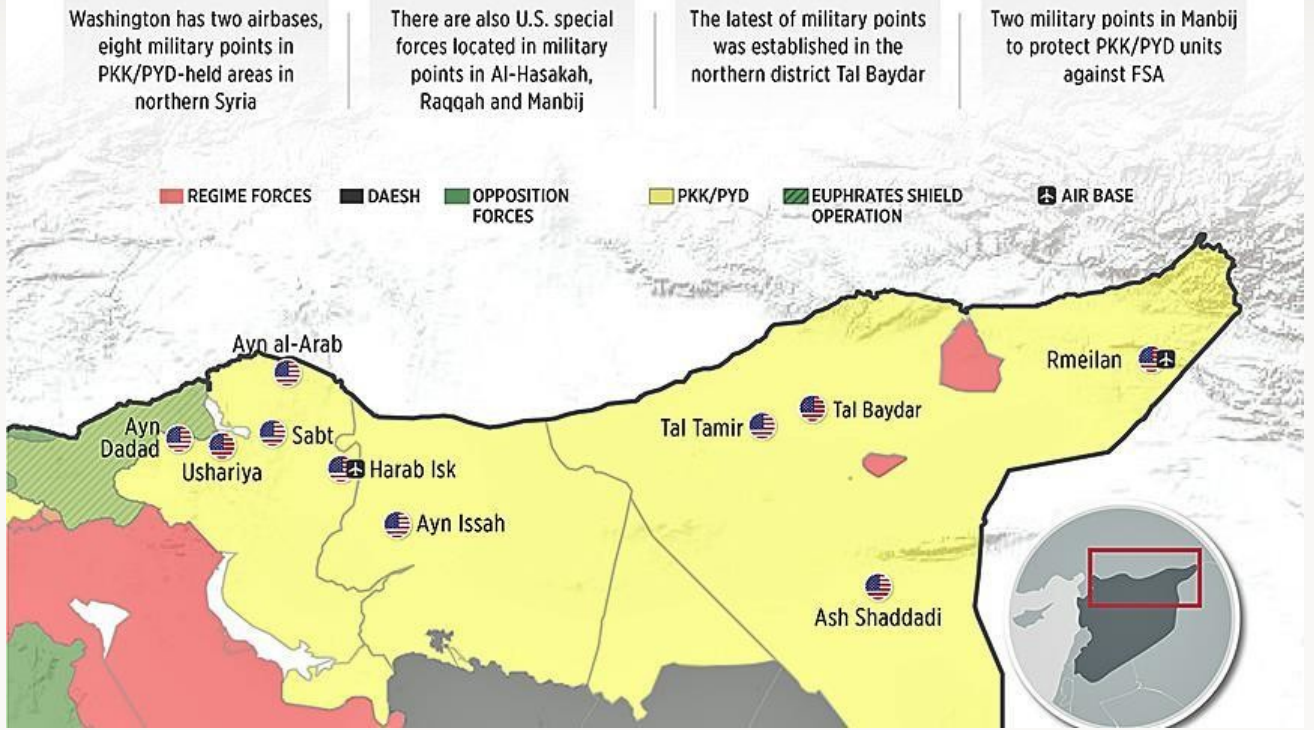 Washington has two airbases,
eight military points in
PKK/PYD-held areas in
northern Syria
There are also U.S. special
forces located in military
points in Al-Hasakah,
Raqqah and Manbij
The latest of military points
was established in the
northern district Tal Baydar
Two military points in Manbij
to protect PKK/PYD units
against FSA
REGIME FORCES
DAESH
OPPOSITION
FORCES
PKK/PYD
EUPHRATES SHIELD
OPERATION
AIR BASE
Ayn al-Arab
Rmeilan
Tal Baydar
Tal Tamir
Ayn
Dadad
Sabt
Ushariya
Harab Isk
Ayn Issah
Ash Shaddadi